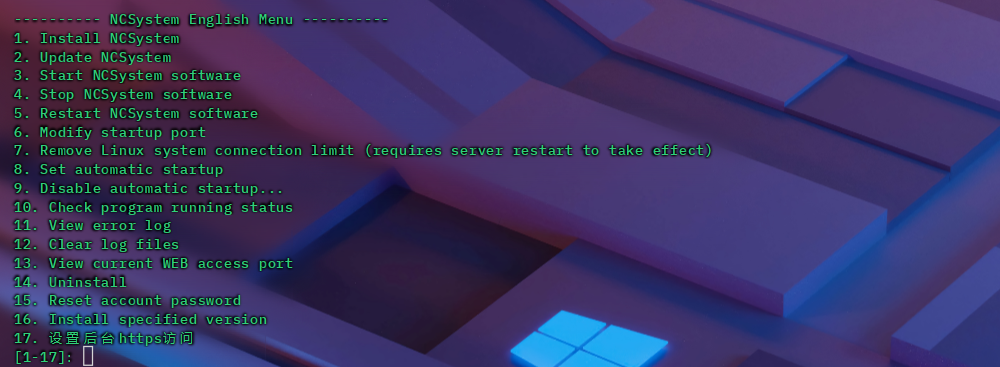 ---------- NCSystem English Menu ----------
1. Install NCSystem
2. Update NCSystem
3. Start NCSystem software
4. Stop NCSystem software
5. Restart NCSystem software
6. Modify startup port
7. Remove Linux system connection limit (requires server restart to take effect)
8. Set automatic startup
9. Disable automatic startup...
10. Check program running status
11. View error log
12. Clear log files
13. View current WEB access port
14. Uninstall
15. Reset account password
16. Install specified version
17. 设置后台https访问
[1-17]: